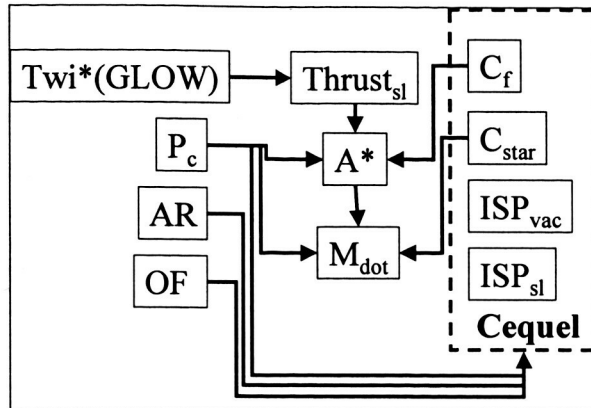 Twi*(GLOW)
Thrust_sl
C_f
P_c
A*
C_star
AR
M_dot
ISP_vac
OF
ISP_sl
Cequel